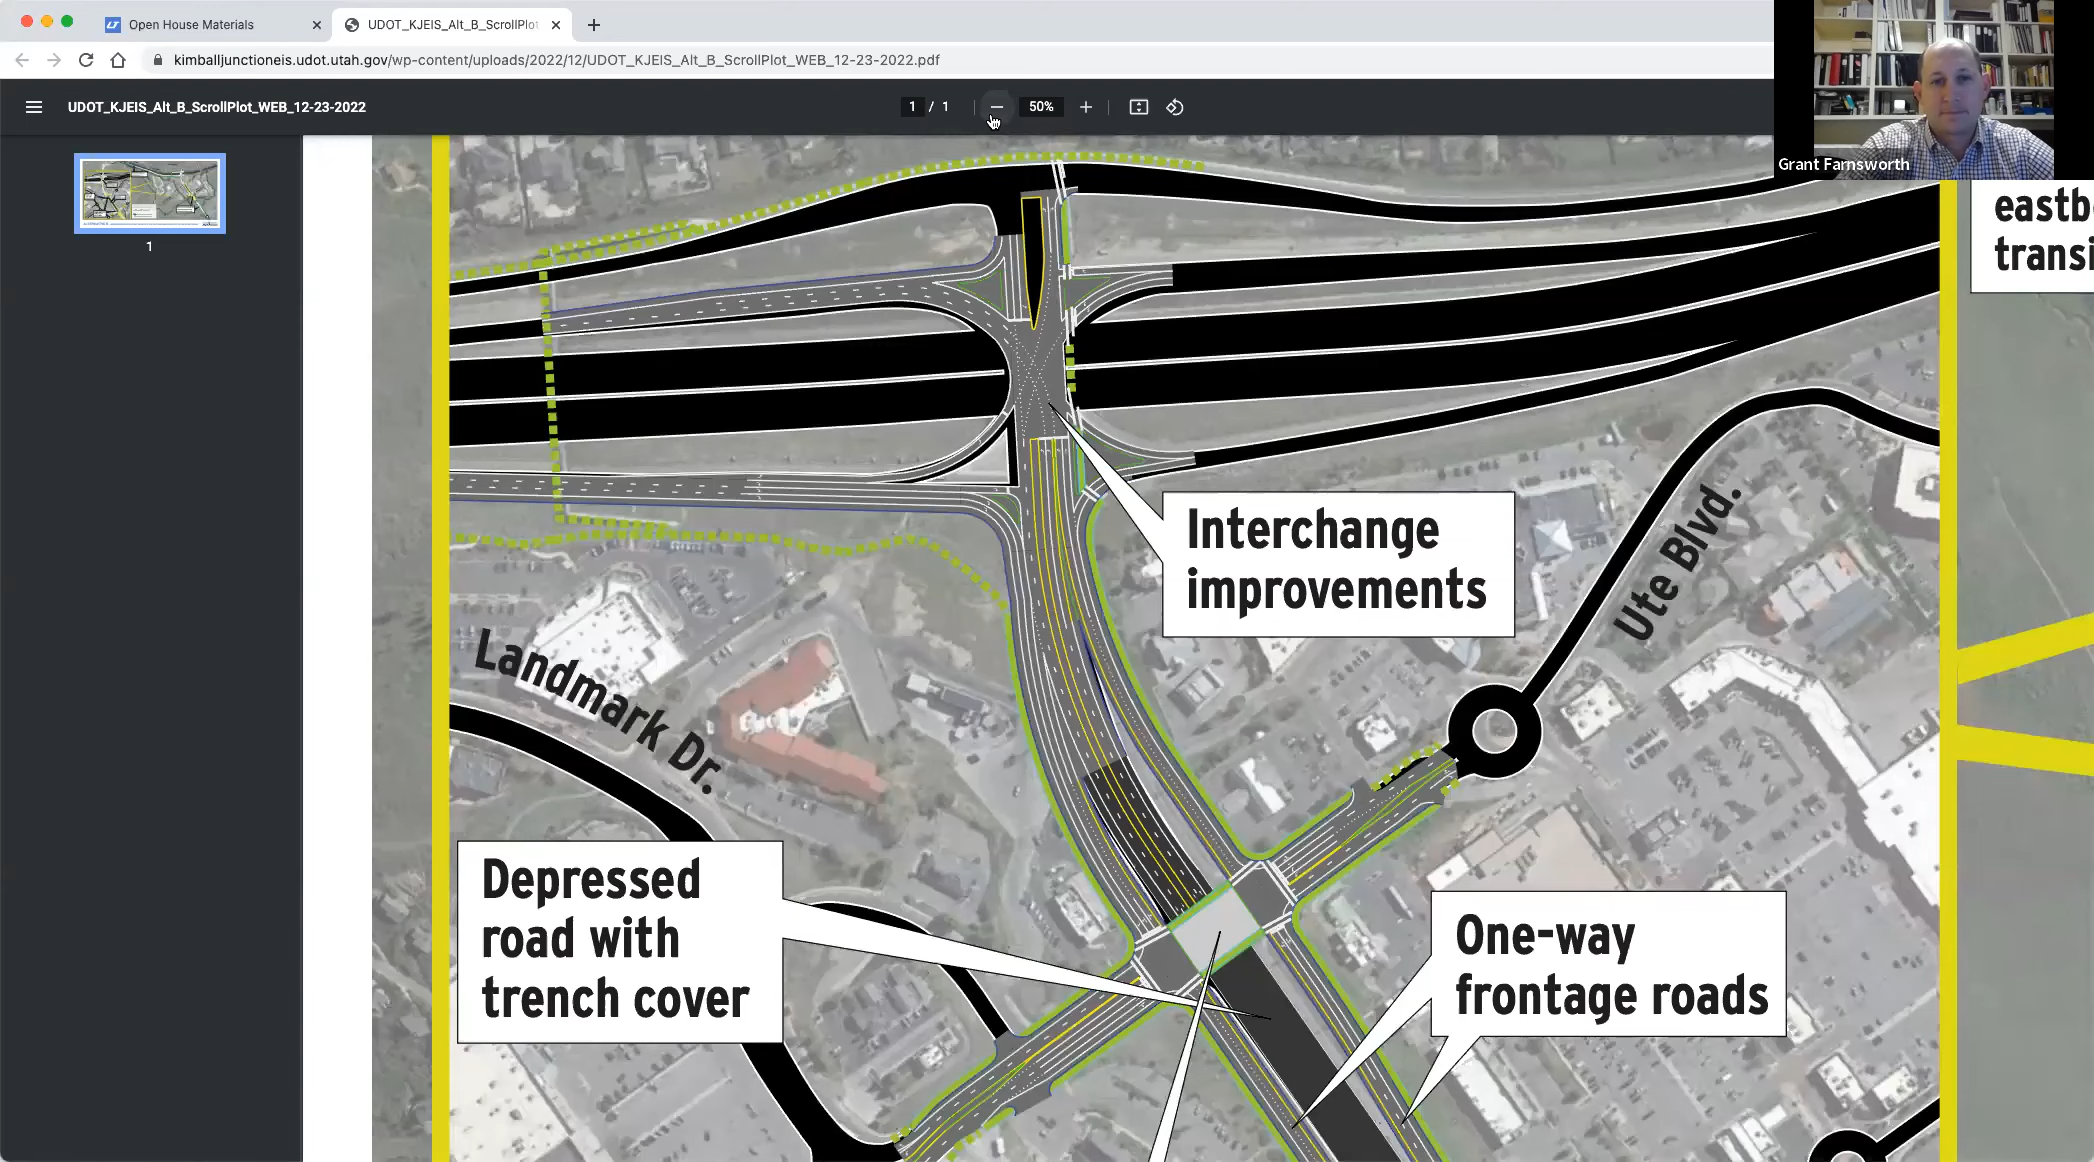 Open House Materials
UDOT_KJEIS_Alt_B_ScrollPlot
kimballjunctioneis.udot.utah.gov/wp-content/uploads/2022/12/UDOT_KJEIS_Alt_B_ScrollPlot_WEB_12-23-2022.pdf
UDOT_KJEIS_Alt_B_ScrollPlot_WEB_12-23-2022
1 / 1
50%
Grant Farnsworth
1
eastb
transi
Interchange
improvements
Ute Blvd.
Landmark Dr.
Depressed
road with
trench cover
One-way
frontage roads